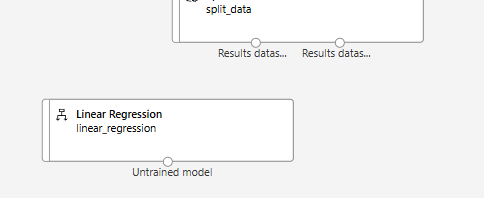 split_data
Results datas... Results datas...
Linear Regression
linear_regression
Untrained model